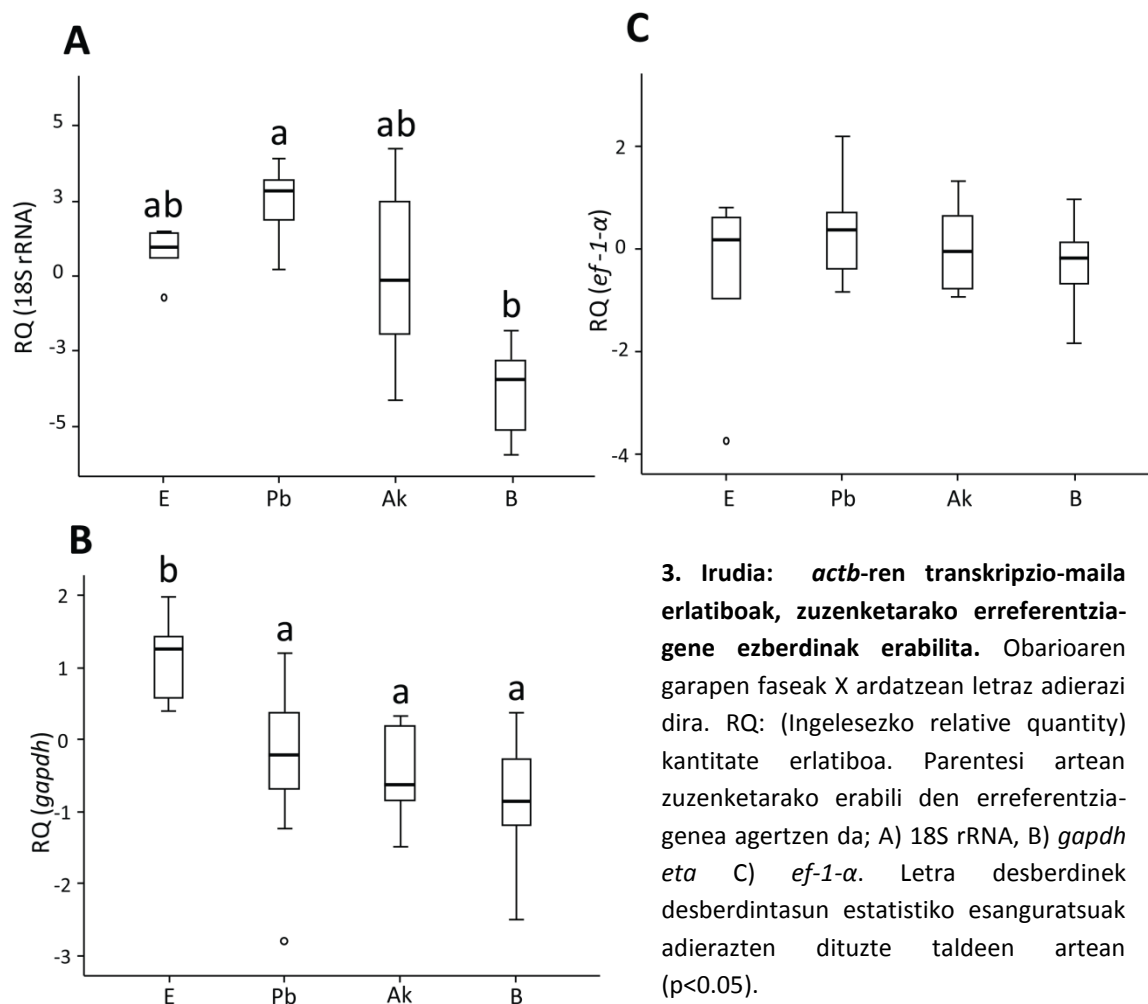 A
5
3
0
-3
-5
RQ (18S rRNA)
ab
a
ab
b
E Pb Ak B
C
2
0
-2
-4
RQ (ef-1-α)
E Pb Ak B
B
2
1
0
-1
-2
-3
RQ (gapdh)
b
a
a
a
E Pb Ak B
3. Irudia: actb-ren transkripzio-maila
erlatiboak, zuzenketarako erreferentzia-
gene ezberdinak erabilita. Obarioaren
garapen faseak X ardatzean letraz adierazi
dira. RQ: (Ingelesezko relative quantity)
kantitate erlatiboa. Parentesi artean
zuzenketarako erabili den erreferentzia-
genea agertzen da; A) 18S rRNA, B) gapdh
eta C) ef-1-α. Letra desberdinek
desberdintasun estatistiko esanguratsuak
adierazten dituzte taldeen artean
(p<0.05).